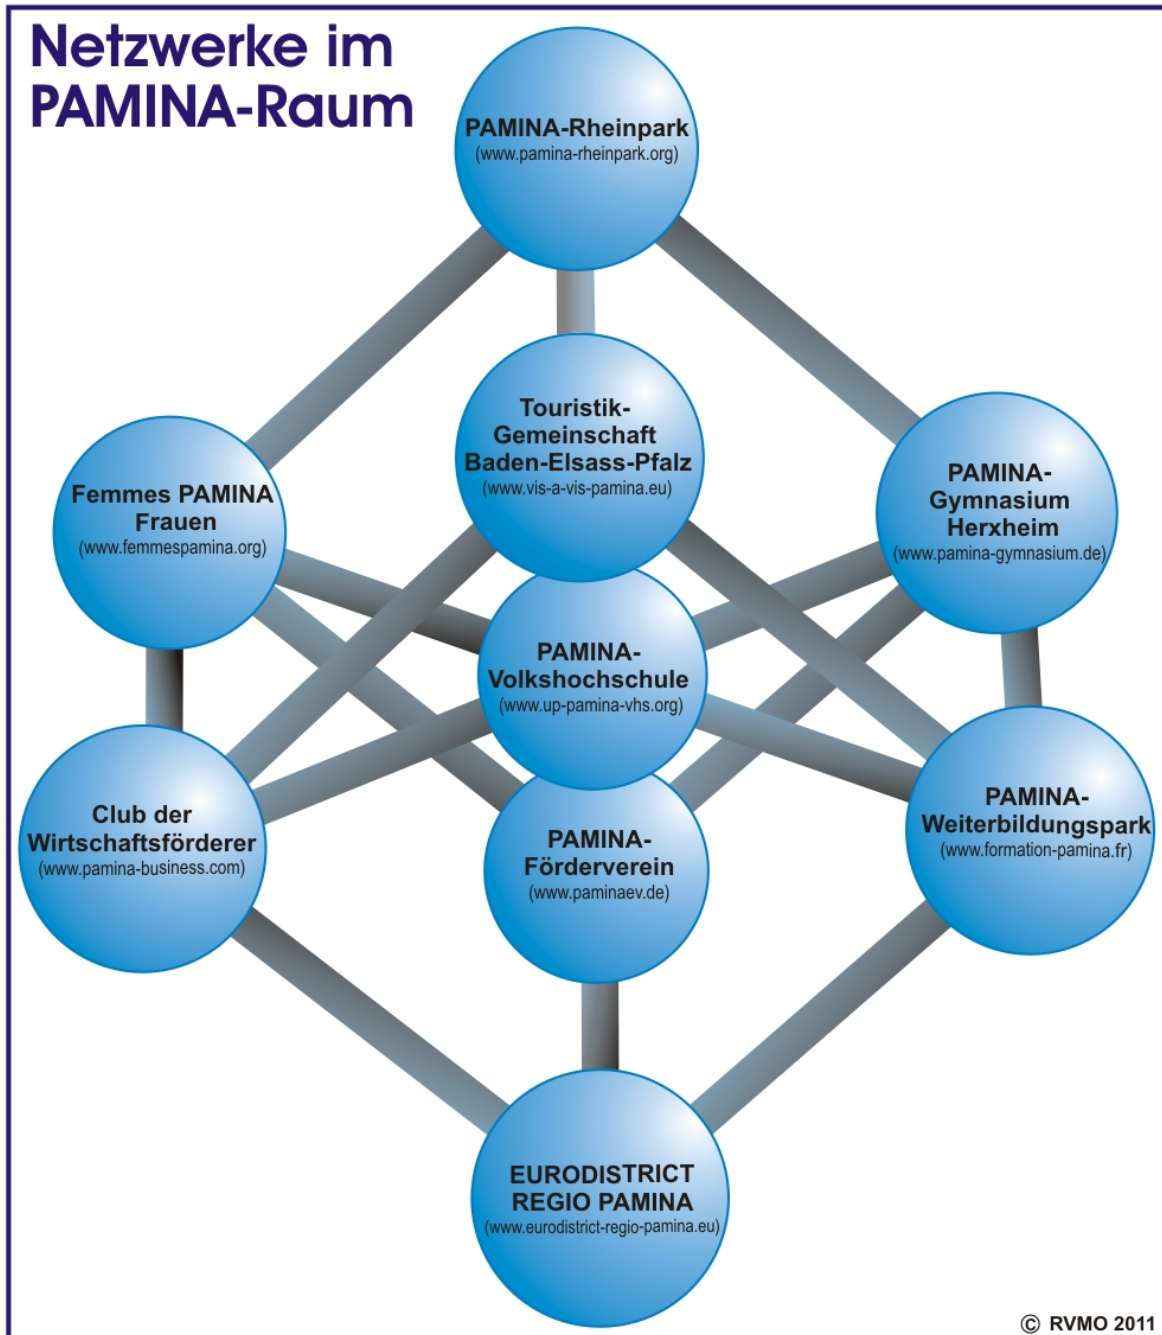 Netzwerke im
PAMINA-Raum
PAMINA-Rheinpark
(www.pamina-rheinpark.org)
Touristik-
Gemeinschaft
Baden-Elsass-Pfalz
(www.vis-a-vis-pamina.eu)
Femmes PAMINA
Frauen
(www.femmespamina.org)
PAMINA-
Gymnasium
Herxheim
(www.pamina-gymnasium.de)
PAMINA-
Volkshochschule
(www.up-pamina-vhs.org)
Club der
Wirtschaftsförderer
(www.pamina-business.com)
PAMINA-
Förderverein
(www.paminaev.de)
PAMINA-
Weiterbildungspark
(www.formation-pamina.fr)
EURODISTRICT
REGIO PAMINA
(www.eurodistrict-regio-pamina.eu)
© RVMO 2011